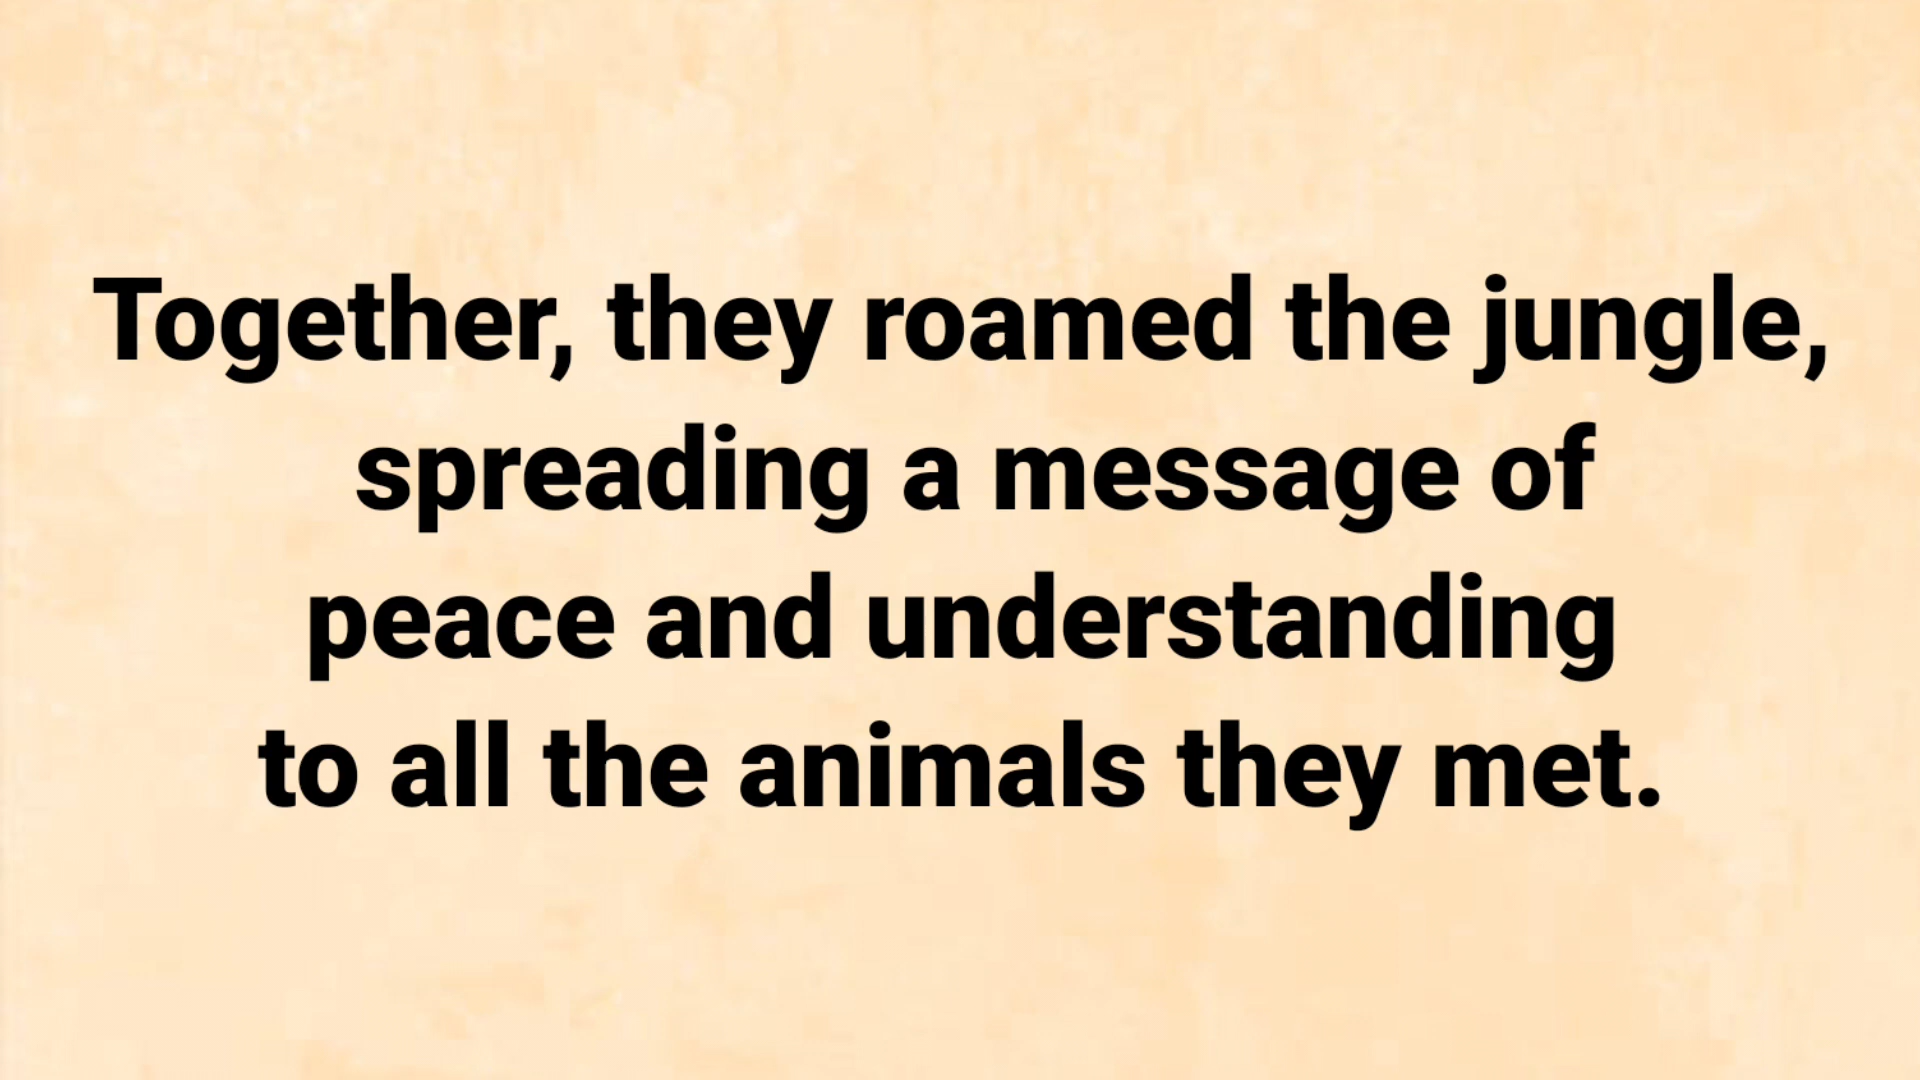 Together, they roamed the jungle,
spreading a message of
peace and understanding
to all the animals they met.